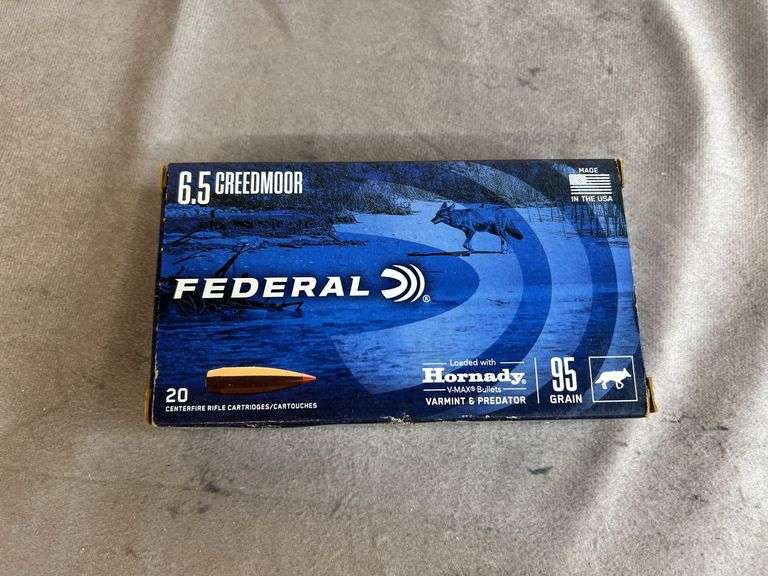 6.5 CREEDMOOR
MADE
IN THE USA
FEDERAL ®
20
CENTERFIRE RIFLE CARTRIDGES/CARTOUCHES
Loaded with
Hornady®
V-MAX® Bullets
VARMINT & PREDATOR
95
GRAIN